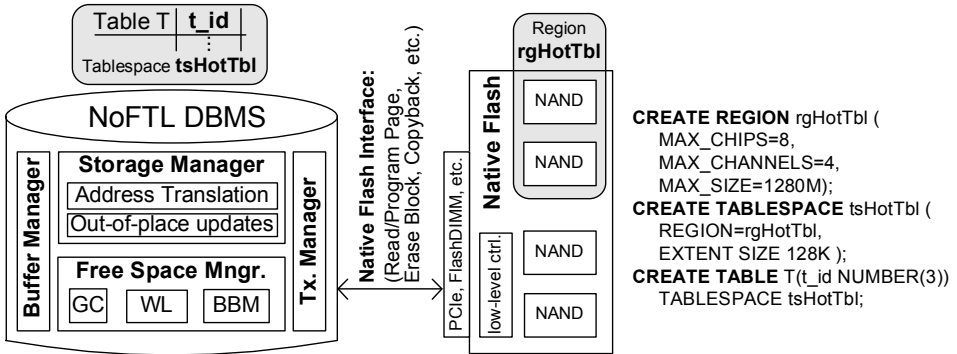 Table T t_id
Tablespace tsHotTbl
NoFTL DBMS
Buffer Manager
Storage Manager
Address Translation
Out-of-place updates
Free Space Mngr.
GC WL BBM
Tx. Manager
Native Flash Interface:
(Read/Program Page,
Erase Block, Copyback, etc.)
PCIe, FlashDIMM, etc.
Native Flash
low-level ctrl.
Region
rgHotTbl
NAND
NAND
NAND
NAND
CREATE REGION rgHotTbl (
MAX_CHIPS=8,
MAX_CHANNELS=4,
MAX_SIZE=1280M);
CREATE TABLESPACE tsHotTbl (
REGION=rgHotTbl,
EXTENT SIZE 128K );
CREATE TABLE T(t_id NUMBER(3))
TABLESPACE tsHotTbl;